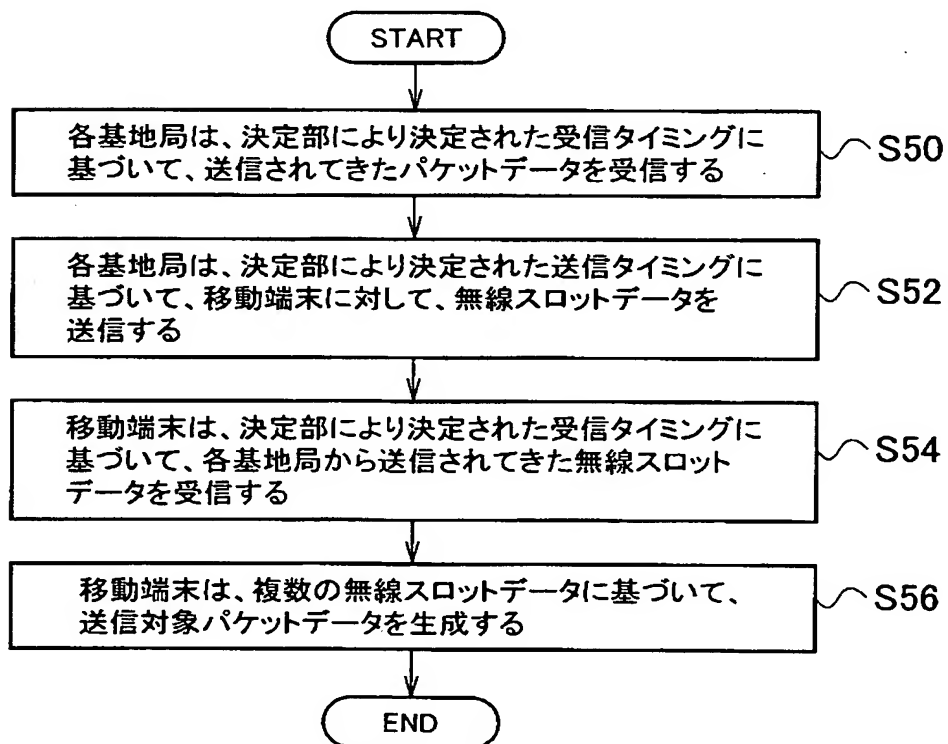 START
各基地局は、決定部により決定された受信タイミングに
基づいて、送信されてきたパケットデータを受信する
S50
各基地局は、決定部により決定された送信タイミングに
基づいて、移動端末に対して、無線スロットデータを
送信する
S52
移動端末は、決定部により決定された受信タイミングに
基づいて、各基地局から送信されてきた無線スロット
データを受信する
S54
移動端末は、複数の無線スロットデータに基づいて、
送信対象パケットデータを生成する
S56
END